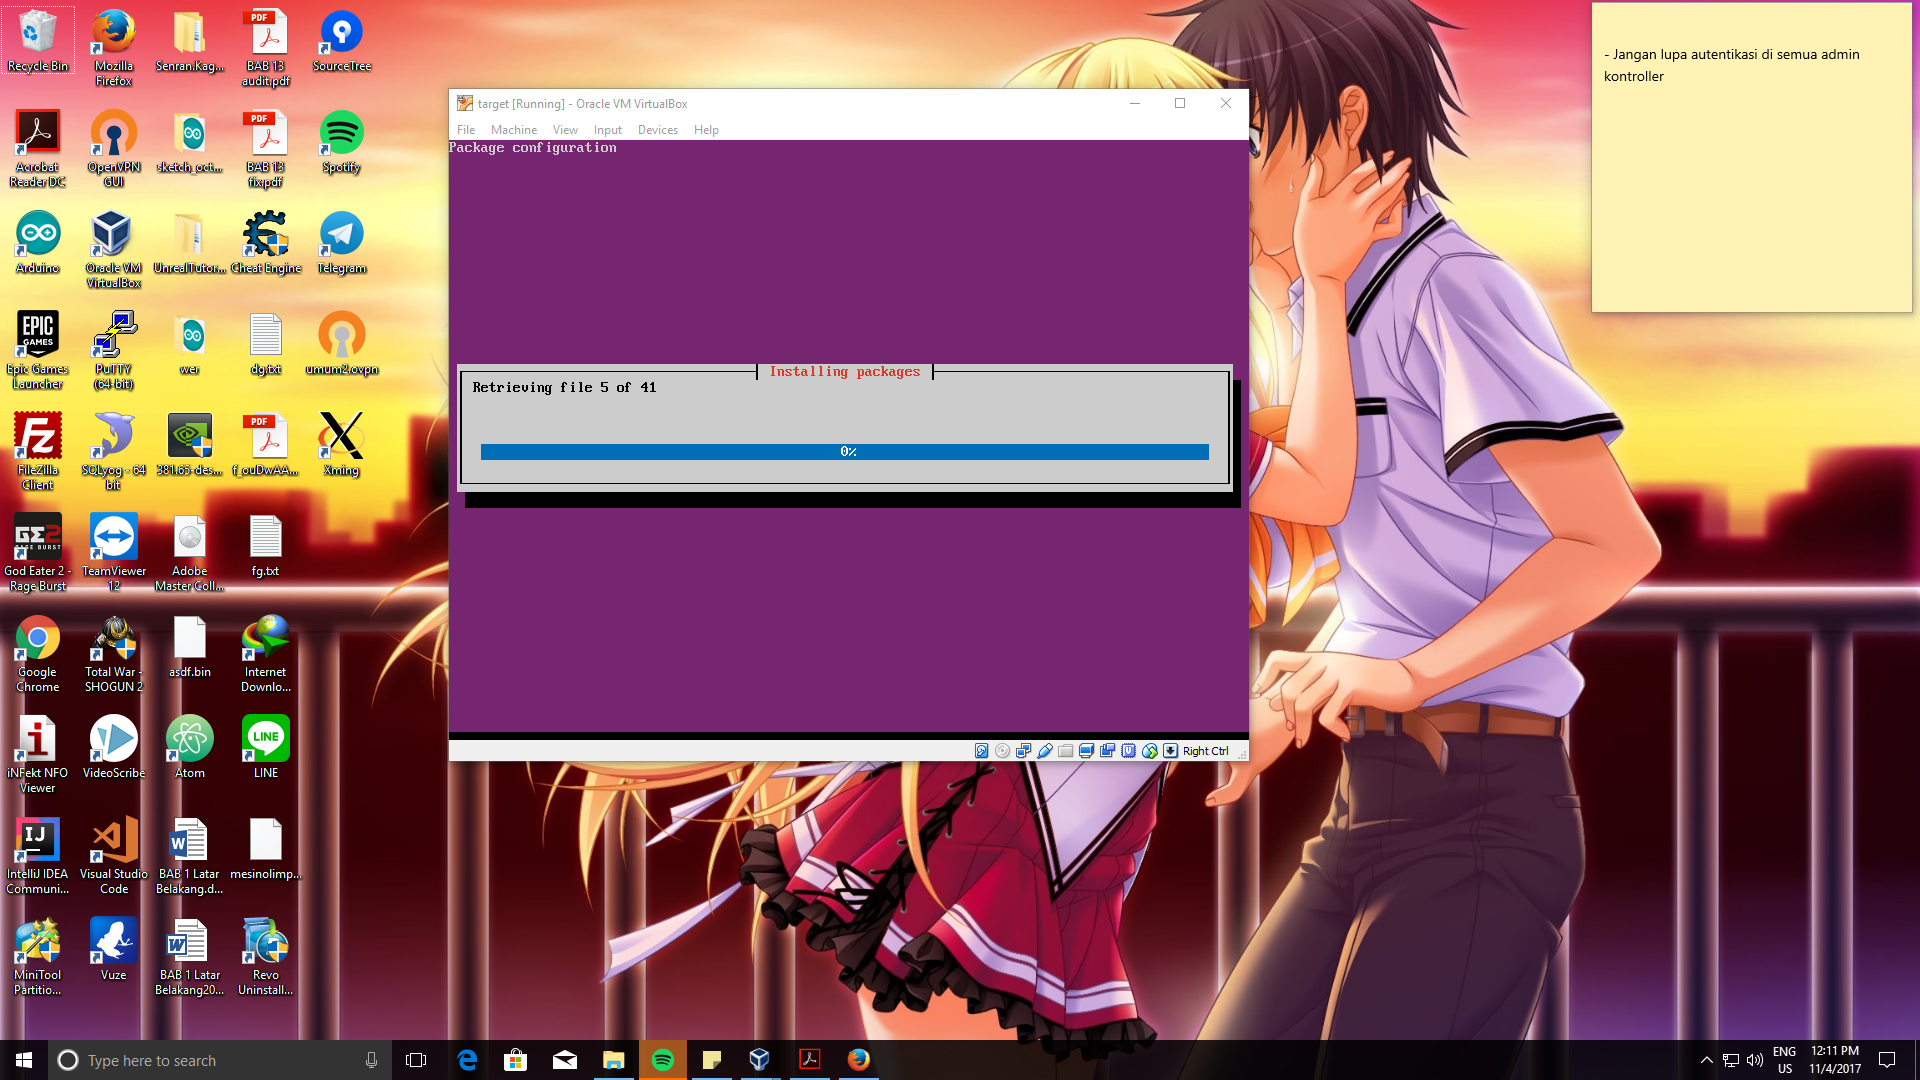 Recycle Bin
Mozilla
Firefox
Senran.Kag...
BAB 13
audit.pdf
SourceTree
Acrobat
Reader DC
OpenVPN
GUI
sketch_oct...
BAB 13
fix.pdf
Spotify
Arduino
Oracle VM
VirtualBox
UnrealTutor...
Cheat Engine
Telegram
EPIC
GAMES
Epic Games
Launcher
PuTTY
(64-bit)
wer
dg.txt
umum2.ovpn
FileZilla
Client
SQLyog - 64
bit
381.65-des...
f_ouDwAA...
Xming
God Eater 2 -
Rage Burst
TeamViewer
12
Adobe
Master Coll...
fg.txt
Google
Chrome
Total War -
SHOGUN 2
asdf.bin
Internet
Downlo...
iNFekt NFO
Viewer
VideoScribe
Atom
LINE
LINE
IntelliJ IDEA
Communi...
Visual Studio
Code
BAB 1 Latar
Belakang.d...
mesinolimp...
MiniTool
Partitio...
Vuze
BAB 1 Latar
Belakang20...
Revo
Uninstall...
target [Running] - Oracle VM VirtualBox
File Machine View Input Devices Help
Package configuration
Installing packages
Retrieving file 5 of 41
0%
Right Ctrl
- Jangan lupa autentikasi di semua admin
kontroller
Type here to search
ENG
US
12:11 PM
11/4/2017